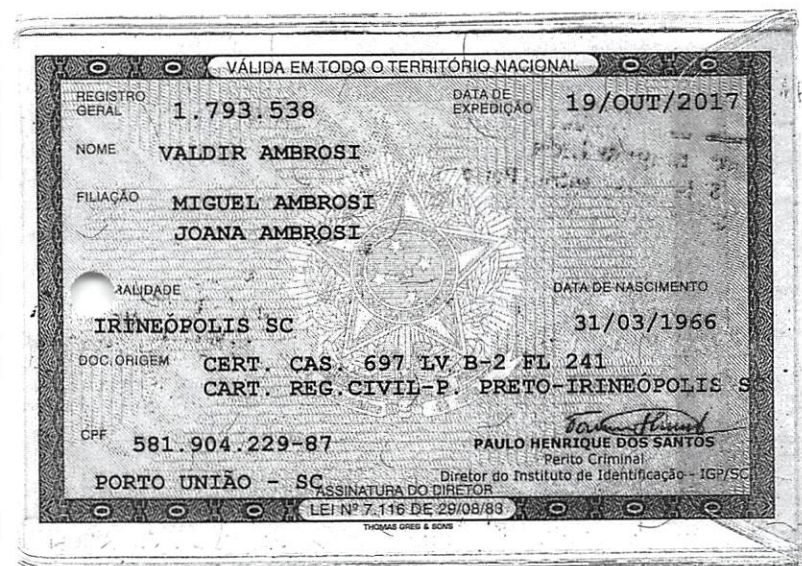 VÁLIDA EM TODO O TERRITÓRIO NACIONAL
REGISTRO GERAL 1.793.538 DATA DE EXPEDIÇÃO 19/OUT/2017
NOME VALDIR AMBROSI
FILIAÇÃO MIGUEL AMBROSI
JOANA AMBROSI
DATA DE NASCIMENTO
IRINEÓPOLIS SC 31/03/1966
DOC.ORIGEM CERT. CAS. 697 LV B-2 FL 241
CART. REG.CIVIL-P. PRETO-IRINEÓPOLIS
CPF 581.904.229-87
PAULO HENRIQUE DOS SANTOS
Perito Criminal
PORTO UNIÃO - SC Diretor do Instituto de Identificação - IGP/SC
ASSINATURA DO DIRETOR
LEI Nº 7.116 DE 29/08/83
THOMAS GREG & SONS